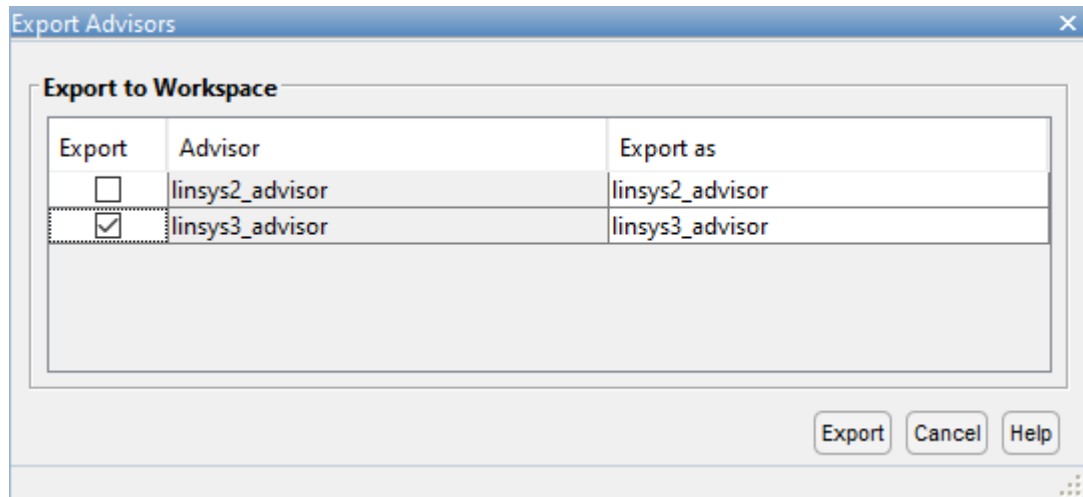 Export Advisors
Export to Workspace
Export Advisor Export as
linsys2_advisor linsys2_advisor
linsys3_advisor linsys3_advisor
Export Cancel Help